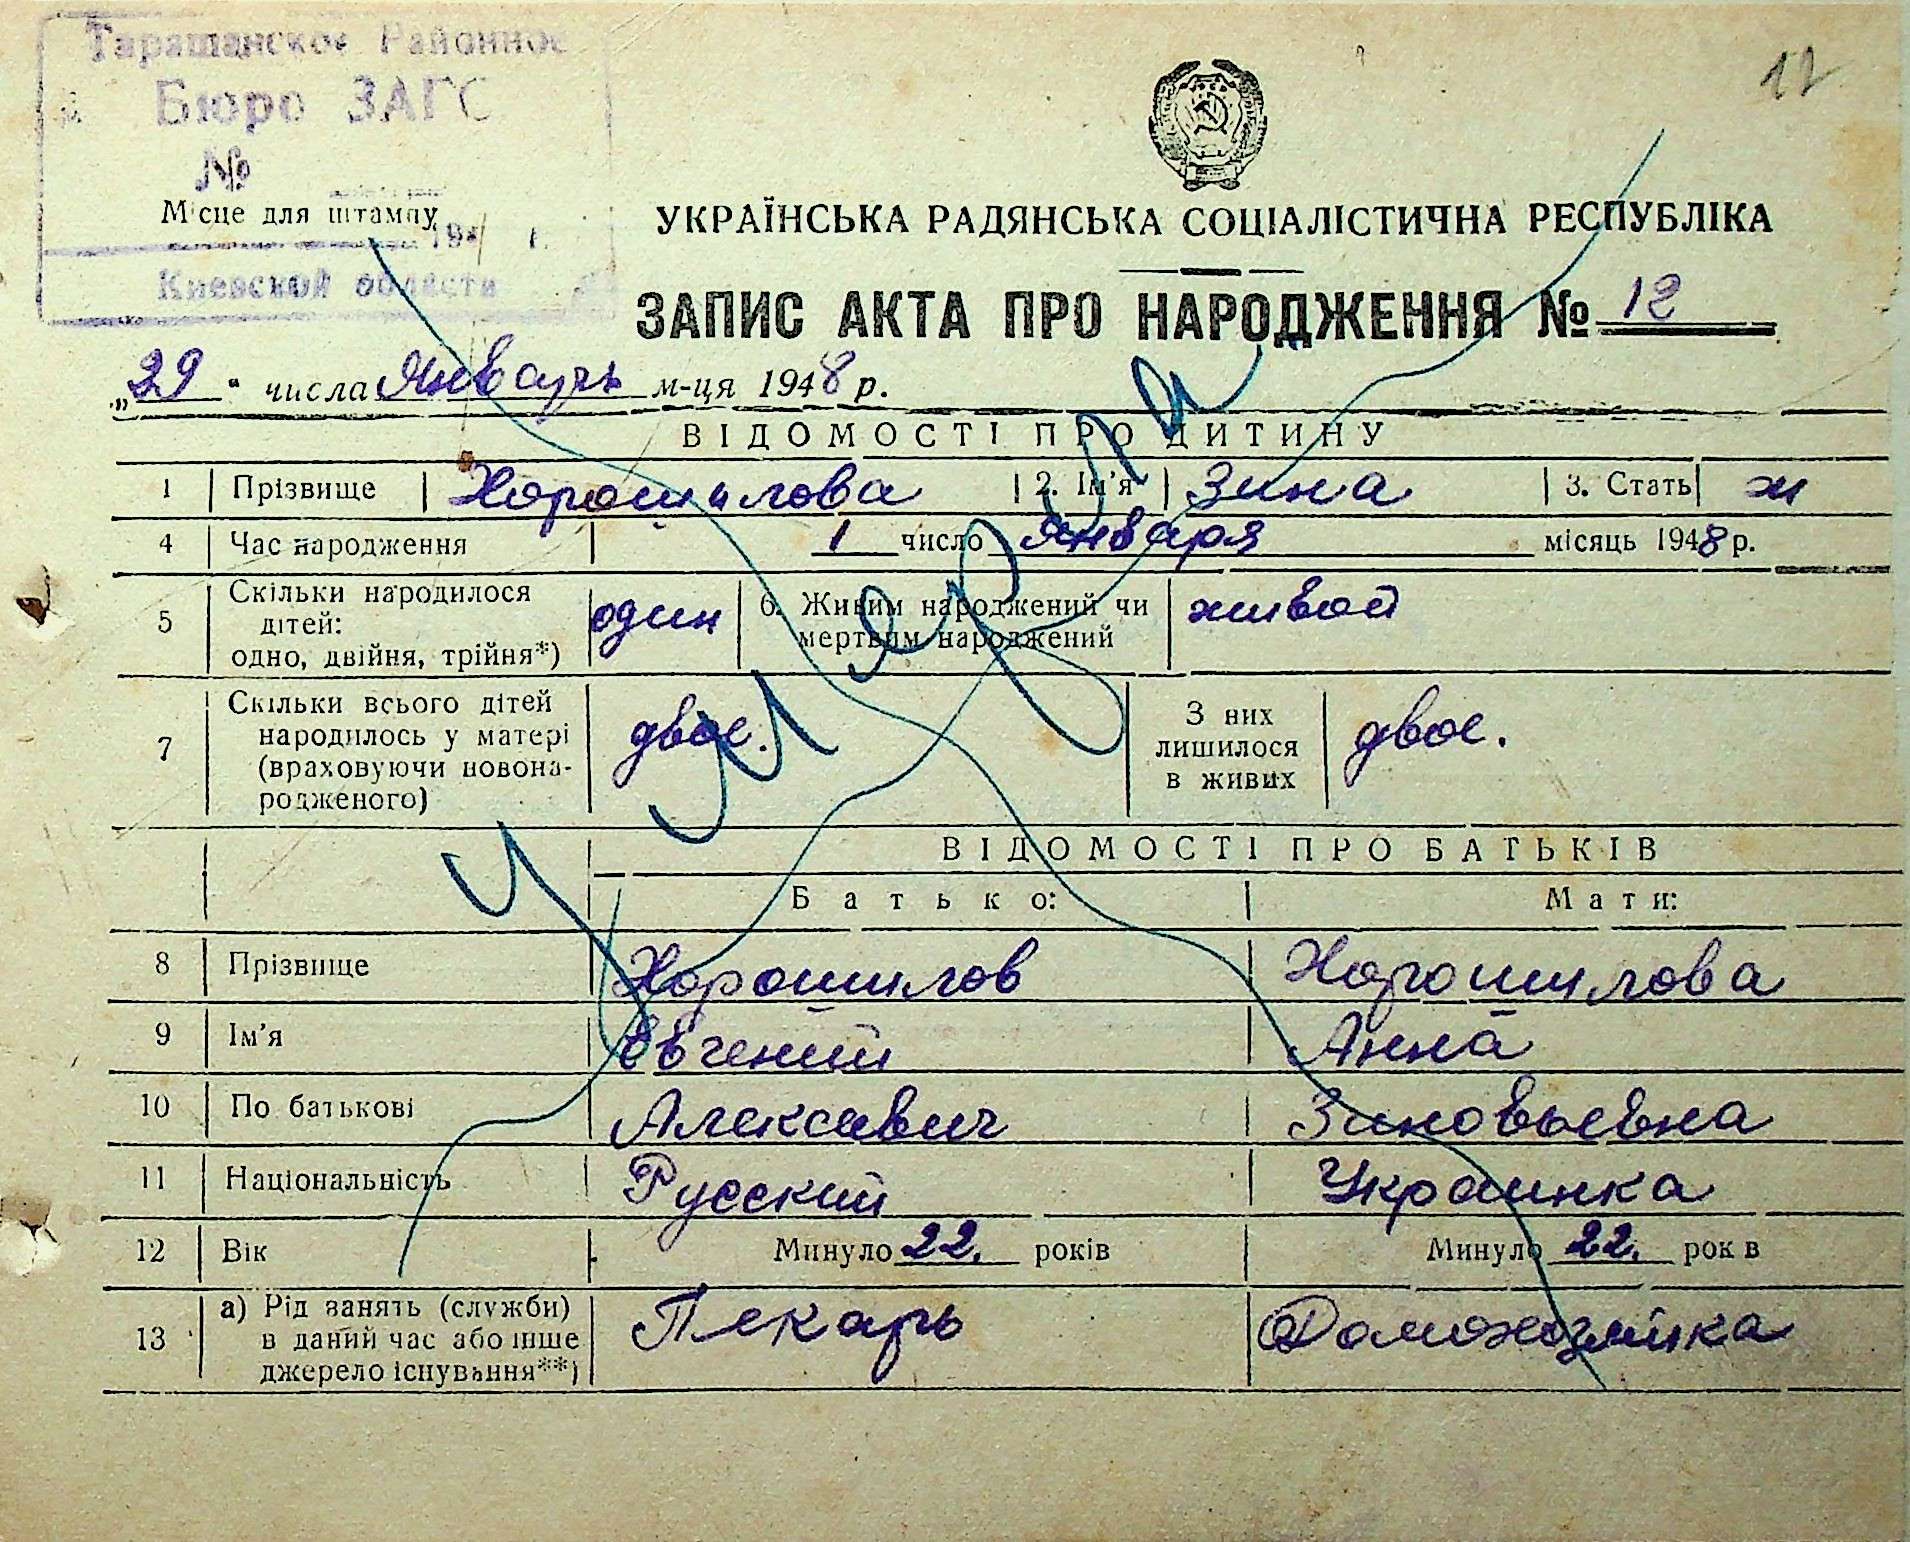 Таращанское Районное
Бюро ЗАГС
№
Місце для штампу
194 г.
Киевской области
12
УКРАЇНСЬКА РАДЯНСЬКА СОЦІАЛІСТИЧНА РЕСПУБЛІКА
ЗАПИС АКТА ПРО НАРОДЖЕННЯ № 12
„29" числа Январь м-ця 1948 р.
ВІДОМОСТІ ПРО ДИТИНУ
1 Прізвище Хорошилова 2. Ім'я Зина 3. Стать ж
4 Час народження 1 число января місяць 1948 р.
5 Скільки народилося дітей: одно, двійня, трійня*) один 6. Живим народжений чи мертвим народжений живой
7 Скільки всього дітей народилось у матері (враховуючи новонародженого) двое. З них лишилося в живих двое.
Умерла
ВІДОМОСТІ ПРО БАТЬКІВ
Батько: Мати:
8 Прізвище Хорошилов Хорошилова
9 Ім'я Евгений Анна
10 По батькові Алексевич Зиновьевна
11 Національність Русский Украинка
12 Вік Минуло 22. років Минуло 22. років
13 а) Рід занять (служби) в даний час або інше джерело існування**) Пекарь Домохозяйка